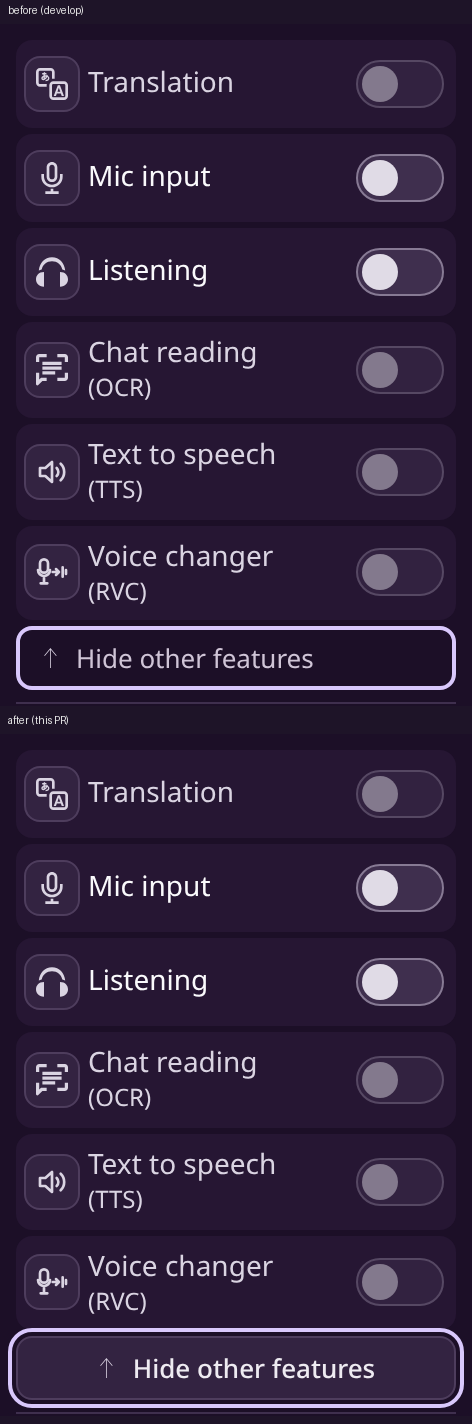 before (develop)
Translation
Mic input
Listening
Chat reading
(OCR)
Text to speech
(TTS)
Voice changer
(RVC)
↑ Hide other features
after (this PR)
Translation
Mic input
Listening
Chat reading
(OCR)
Text to speech
(TTS)
Voice changer
(RVC)
↑ Hide other features